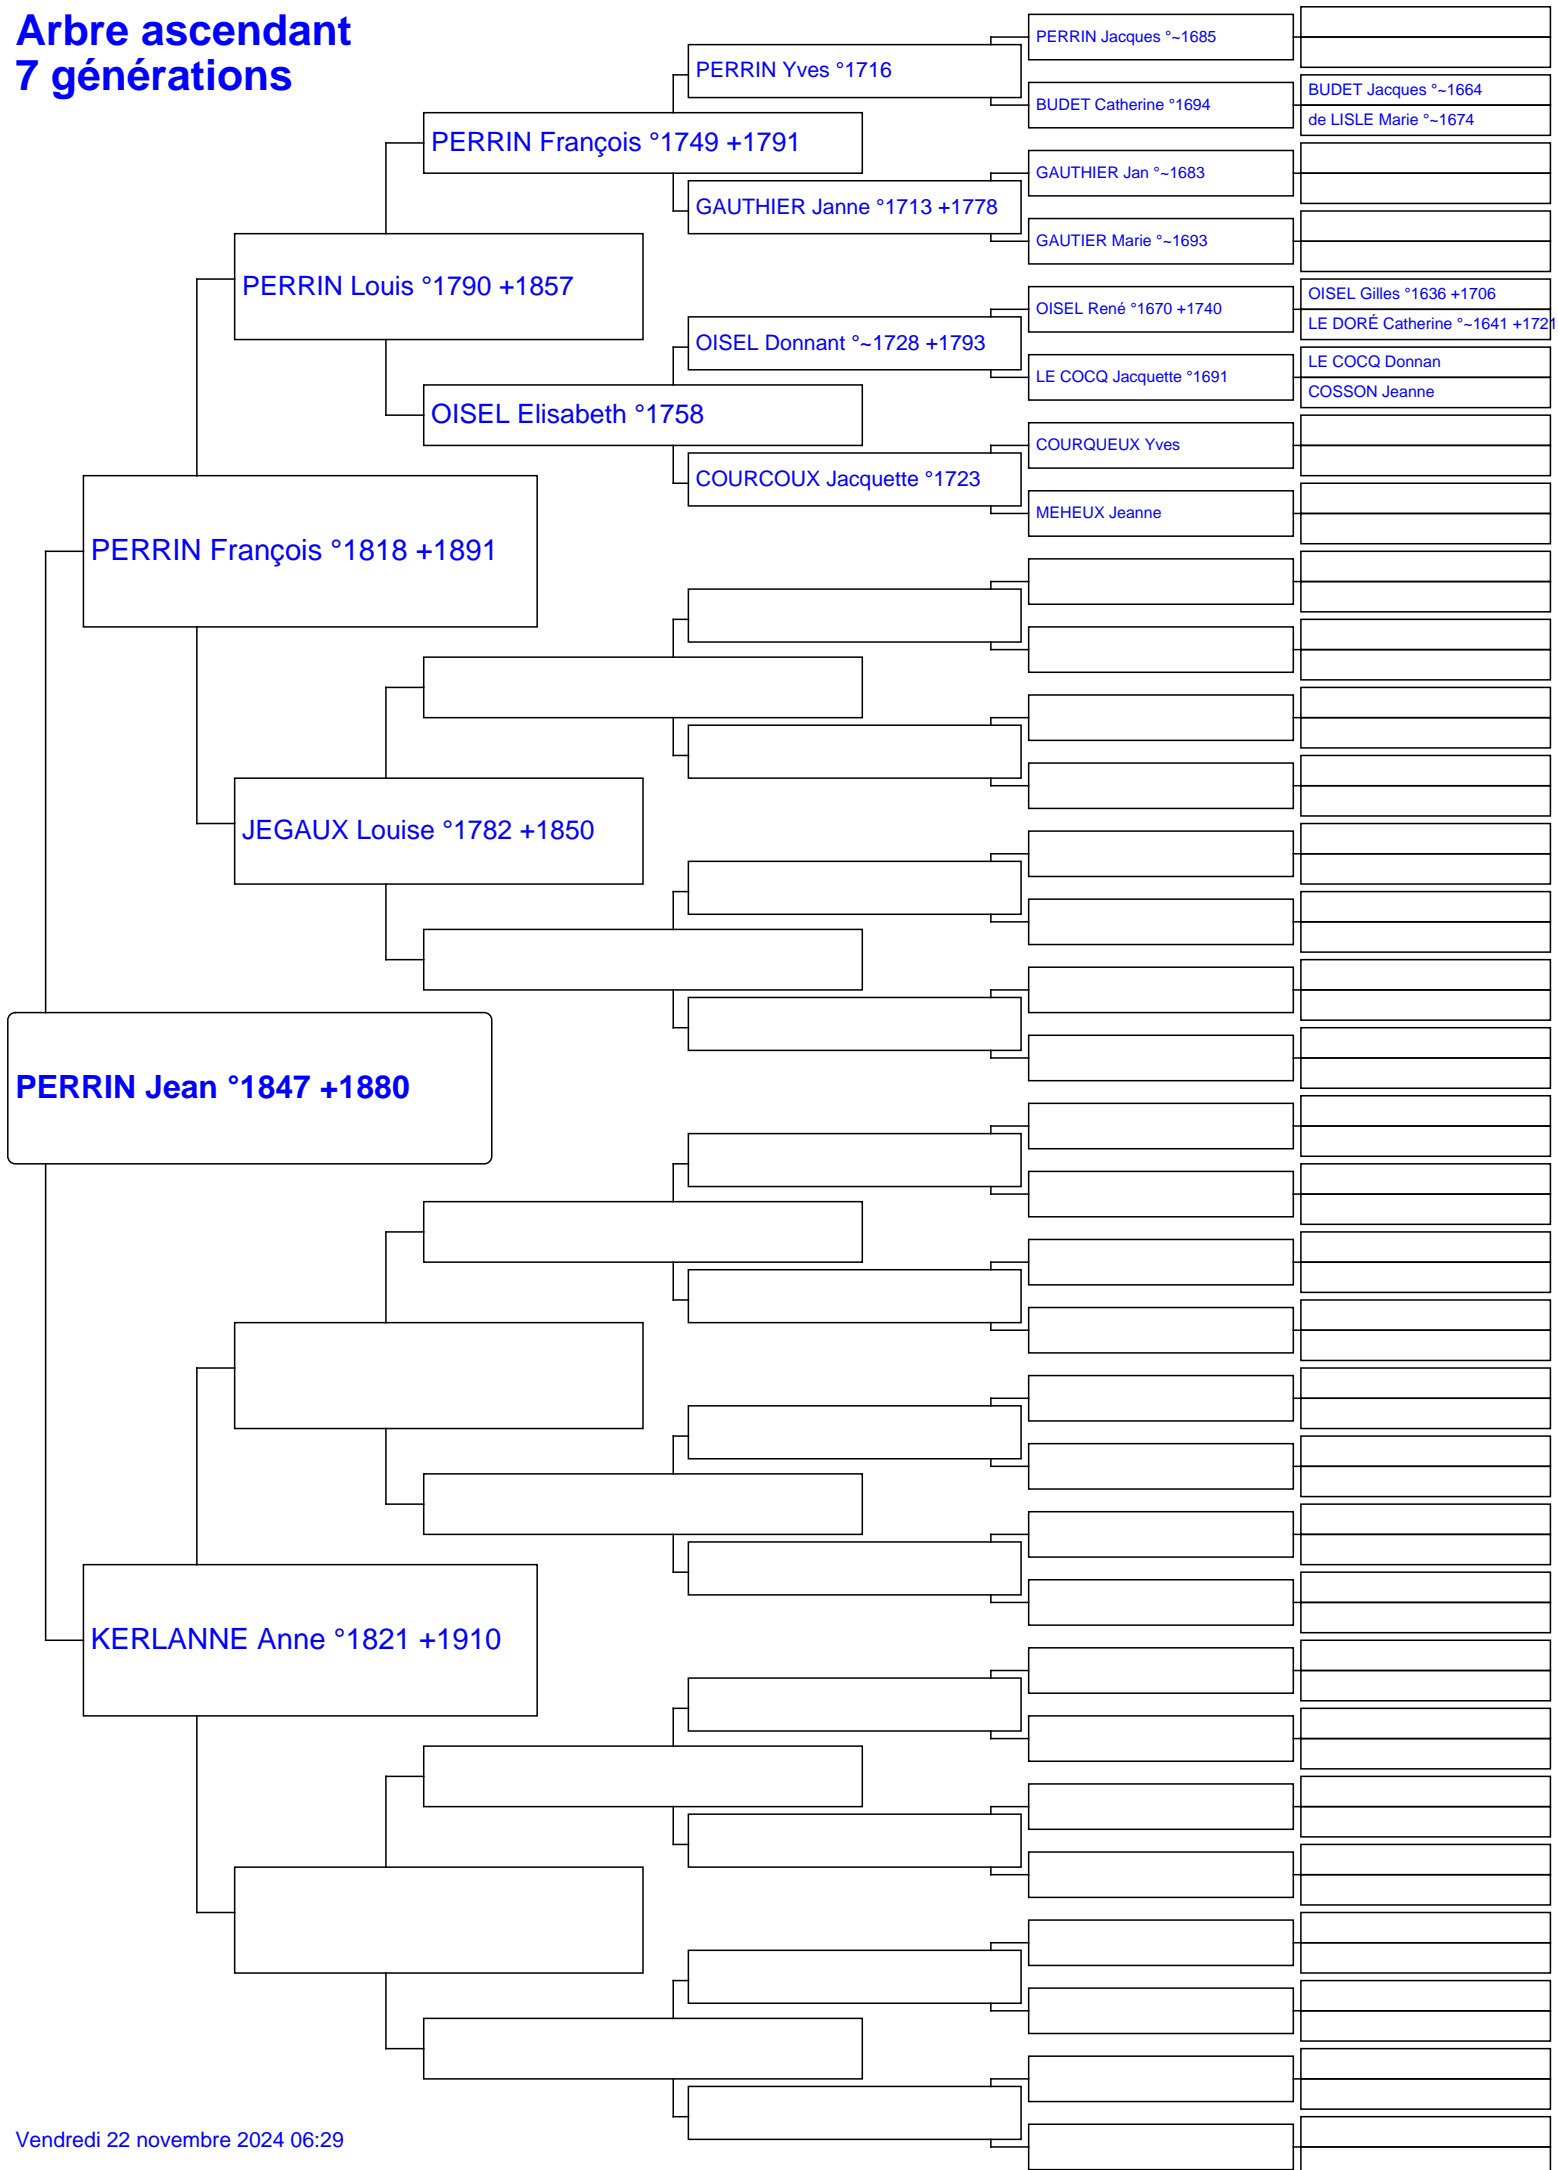 Arbre ascendant
7 générations
PERRIN Jacques °~1685
PERRIN Yves °1716
BUDET Jacques °~1664
BUDET Catherine °1694
de LISLE Marie °~1674
PERRIN François °1749 +1791
GAUTHIER Jan °~1683
GAUTHIER Janne °1713 +1778
GAUTIER Marie °~1693
PERRIN Louis °1790 +1857
OISEL Gilles °1636 +1706
OISEL René °1670 +1740
LE DORÉ Catherine °~1641 +1721
OISEL Donnant °~1728 +1793
LE COCQ Donnan
LE COCQ Jacquette °1691
COSSON Jeanne
OISEL Elisabeth °1758
COURQUEUX Yves
COURCOUX Jacquette °1723
MEHEUX Jeanne
PERRIN François °1818 +1891
JEGAUX Louise °1782 +1850
PERRIN Jean °1847 +1880
KERLANNE Anne °1821 +1910
Vendredi 22 novembre 2024 06:29